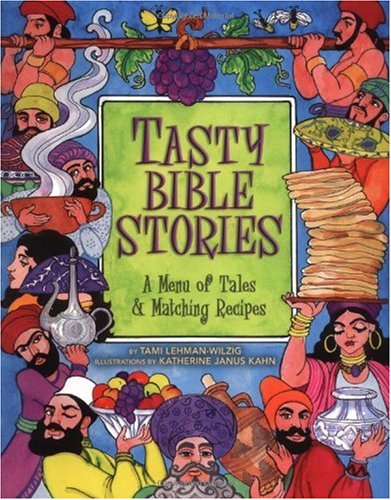 TASTY
BIBLE
STORIES
A Menu of Tales
& Matching Recipes
BY TAMI LEHMAN-WILZIG
ILLUSTRATIONS BY KATHERINE JANUS KAHN